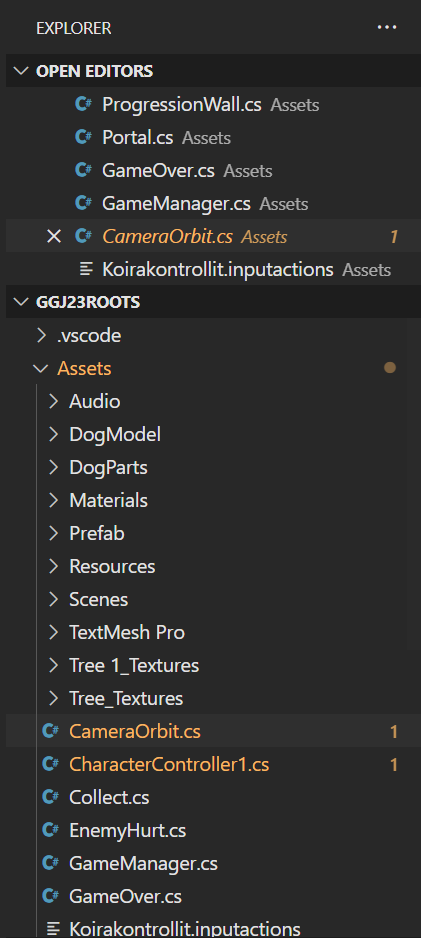 EXPLORER ...
OPEN EDITORS
C# ProgressionWall.cs Assets
C# Portal.cs Assets
C# GameOver.cs Assets
C# GameManager.cs Assets
C# CameraOrbit.cs Assets 1
Koirakontrollit.inputactions Assets
GGJ23ROOTS
.vscode
Assets
Audio
DogModel
DogParts
Materials
Prefab
Resources
Scenes
TextMesh Pro
Tree 1_Textures
Tree_Textures
C# CameraOrbit.cs 1
C# CharacterController1.cs 1
C# Collect.cs
C# EnemyHurt.cs
C# GameManager.cs
C# GameOver.cs
Koirakontrollit.inputactions